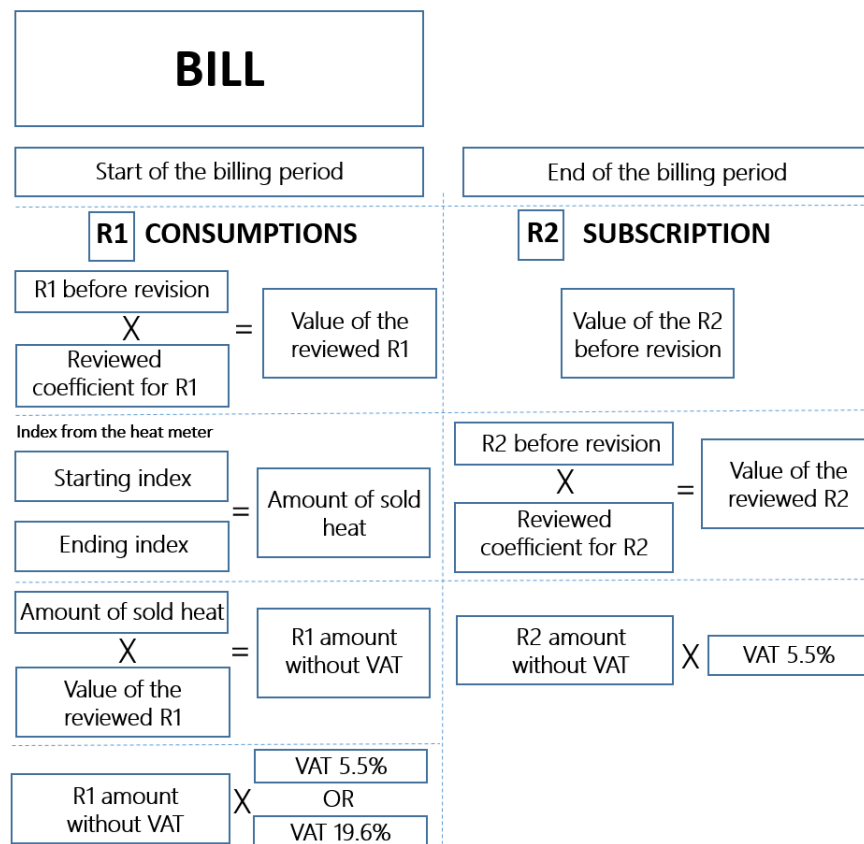 BILL
Start of the billing period
End of the billing period
R1 CONSUMPTIONS
R2 SUBSCRIPTION
R1 before revision
X
Reviewed
coefficient for R1
=
Value of the
reviewed R1
Value of the R2
before revision
Index from the heat meter
Starting index
Ending index
=
Amount of sold
heat
R2 before revision
X
Reviewed
coefficient for R2
=
Value of the
reviewed R2
Amount of sold heat
X
Value of the
reviewed R1
=
R1 amount
without VAT
R2 amount
without VAT
X
VAT 5.5%
R1 amount
without VAT
X
VAT 5.5%
OR
VAT 19.6%